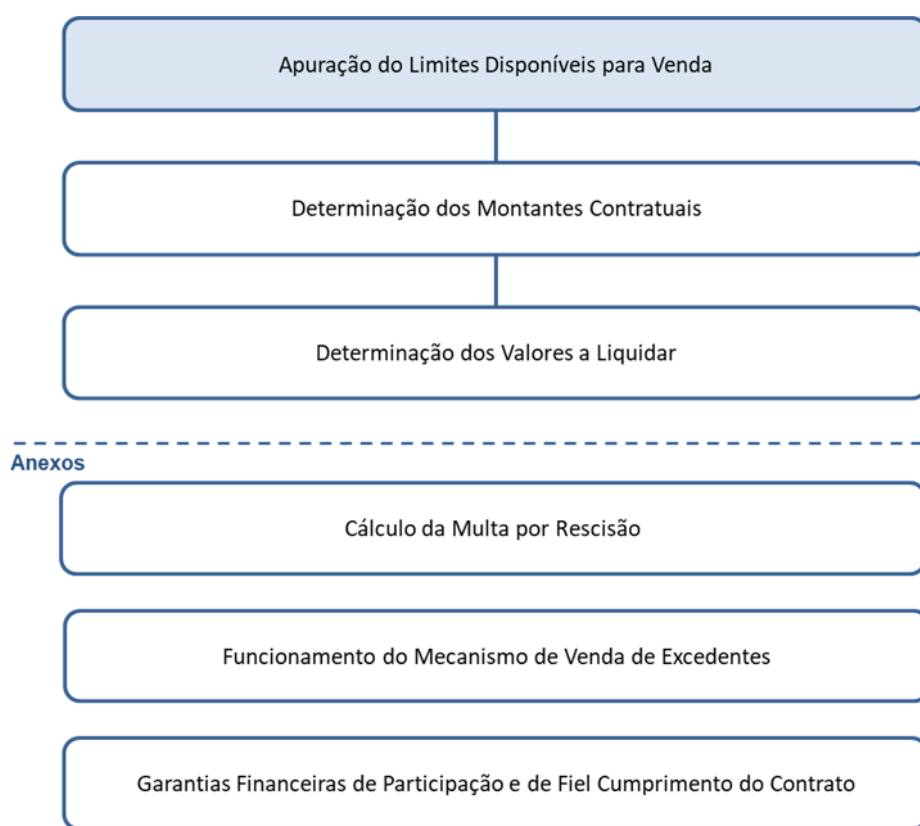 Apuração do Limites Disponíveis para Venda
Determinação dos Montantes Contratuais
Determinação dos Valores a Liquidar
Anexos
Cálculo da Multa por Rescisão
Funcionamento do Mecanismo de Venda de Excedentes
Garantias Financeiras de Participação e de Fiel Cumprimento do Contrato